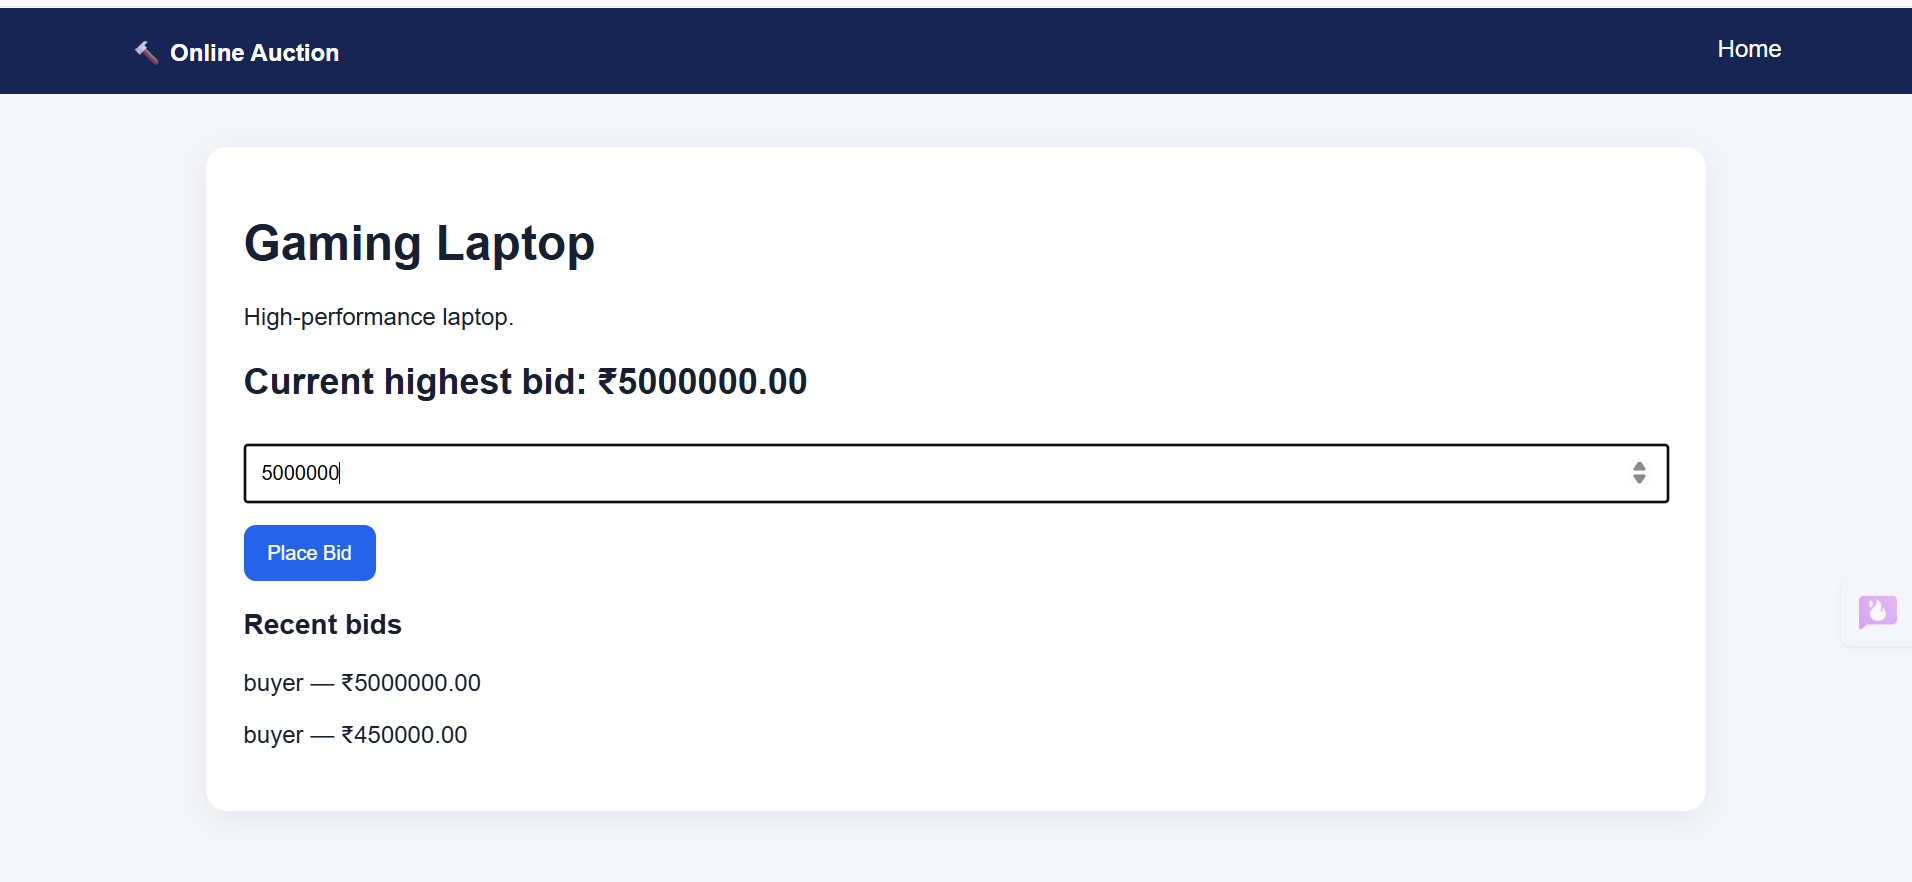 Online Auction
Home
Gaming Laptop
High-performance laptop.
Current highest bid: ₹5000000.00
5000000
Place Bid
Recent bids
buyer — ₹5000000.00
buyer — ₹450000.00